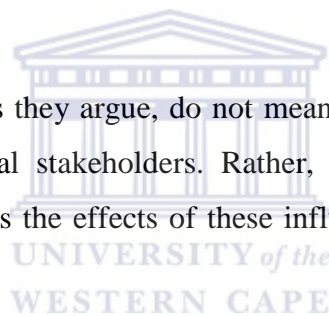 s they argue, do not mean
al stakeholders. Rather,
s the effects of these infl
UNIVERSITY of the
WESTERN CAPE